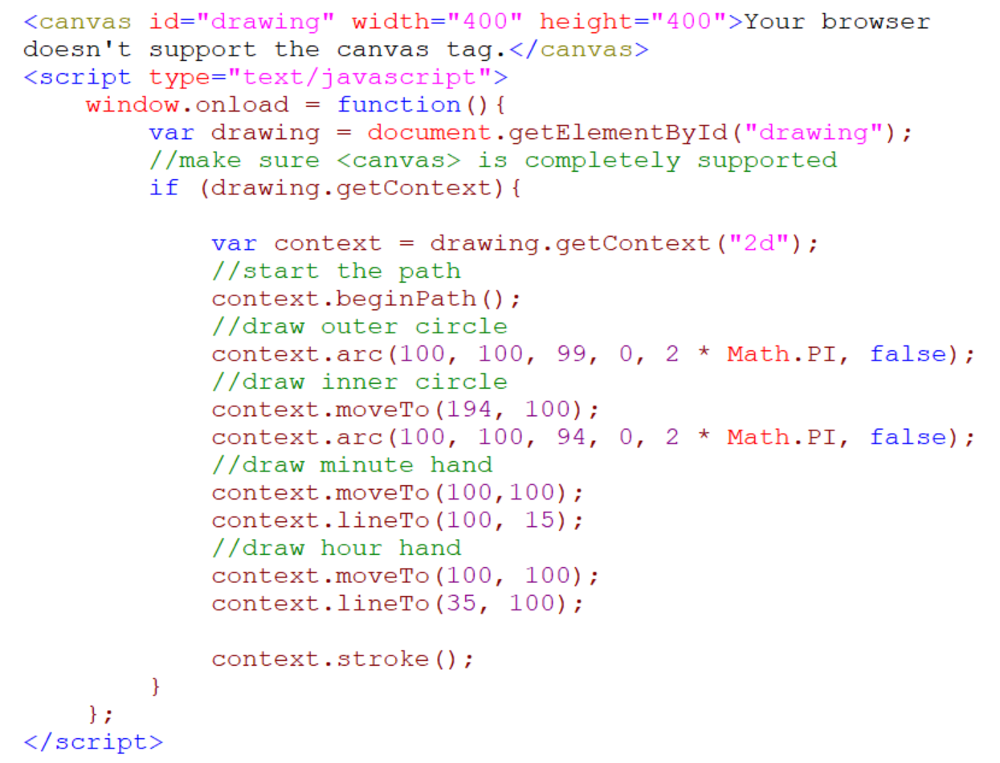 <canvas id="drawing" width="400" height="400">Your browser
doesn't support the canvas tag.</canvas>
<script type="text/javascript">
    window.onload = function(){
        var drawing = document.getElementById("drawing");
        //make sure <canvas> is completely supported
        if (drawing.getContext){

            var context = drawing.getContext("2d");
            //start the path
            context.beginPath();
            //draw outer circle
            context.arc(100, 100, 99, 0, 2 * Math.PI, false);
            //draw inner circle
            context.moveTo(194, 100);
            context.arc(100, 100, 94, 0, 2 * Math.PI, false);
            //draw minute hand
            context.moveTo(100,100);
            context.lineTo(100, 15);
            //draw hour hand
            context.moveTo(100, 100);
            context.lineTo(35, 100);

            context.stroke();
        }
    };
</script>